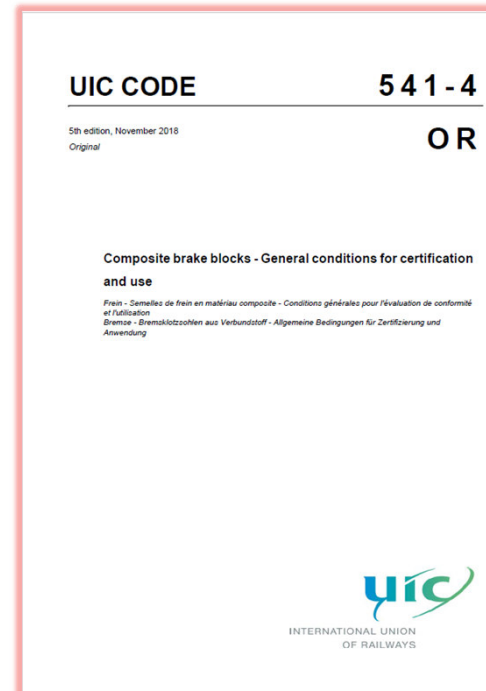 UIC CODE 541-4
5th edition, November 2018 OR
Original
Composite brake blocks - General conditions for certification
and use
Frein - Semelles de frein en matériau composite - Conditions générales pour l'évaluation de conformité
et l'utilisation
Bremse - Bremsklotzsohlen aus Verbundstoff - Allgemeine Bedingungen für Zertifizierung und
Anwendung
uic
INTERNATIONAL UNION
OF RAILWAYS